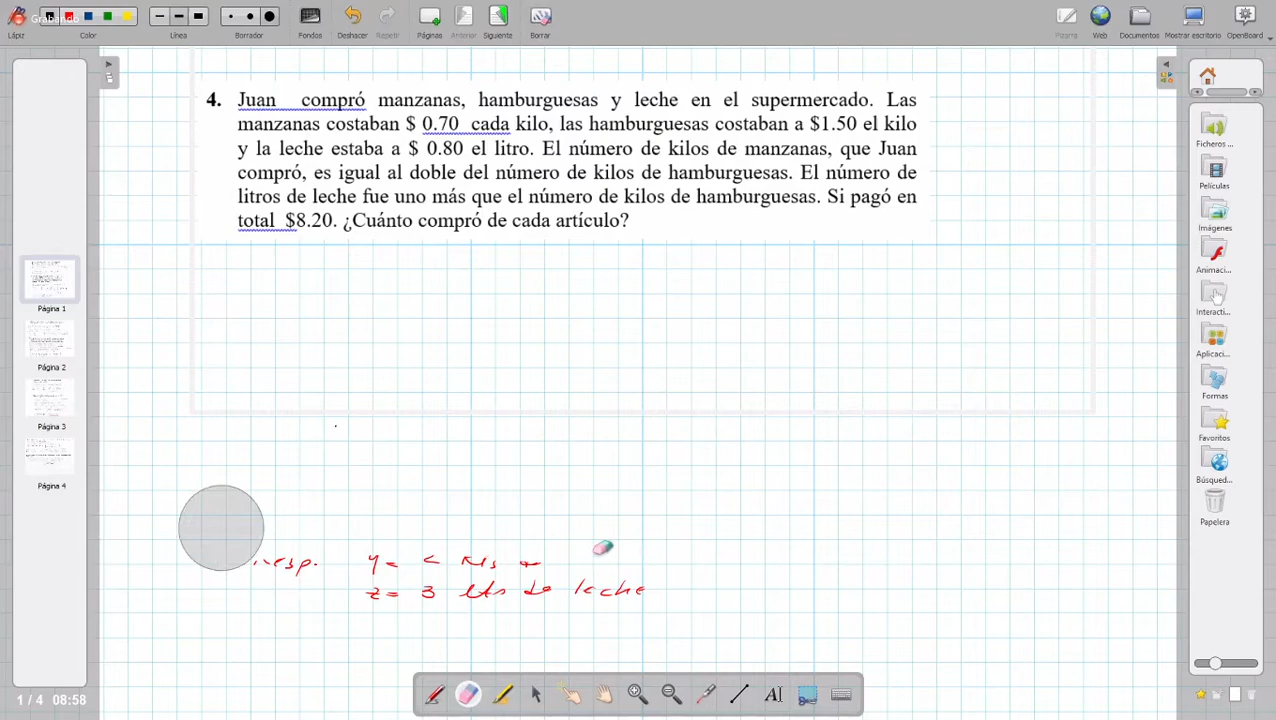 Grabando
Lápiz
Color
Línea
Borrador
Fondos
Deshacer
Repetir
Páginas
Anterior
Siguiente
Borrar
Pizarra
Web
Documentos
Mostrar escritorio
OpenBoard
4. Juan compró manzanas, hamburguesas y leche en el supermercado. Las
manzanas costaban $ 0.70 cada kilo, las hamburguesas costaban a $1.50 el kilo
y la leche estaba a $ 0.80 el litro. El número de kilos de manzanas, que Juan
compró, es igual al doble del número de kilos de hamburguesas. El número de
litros de leche fue uno más que el número de kilos de hamburguesas. Si pagó en
total $8.20. ¿Cuánto compró de cada artículo?
y =
z = 3 lts de leche
Página 1
Página 2
Página 3
Página 4
1 / 4 08:58
Ficheros ...
Películas
Imágenes
Animaci...
Interacti...
Aplicaci...
Formas
Favoritos
Búsqued...
Papelera